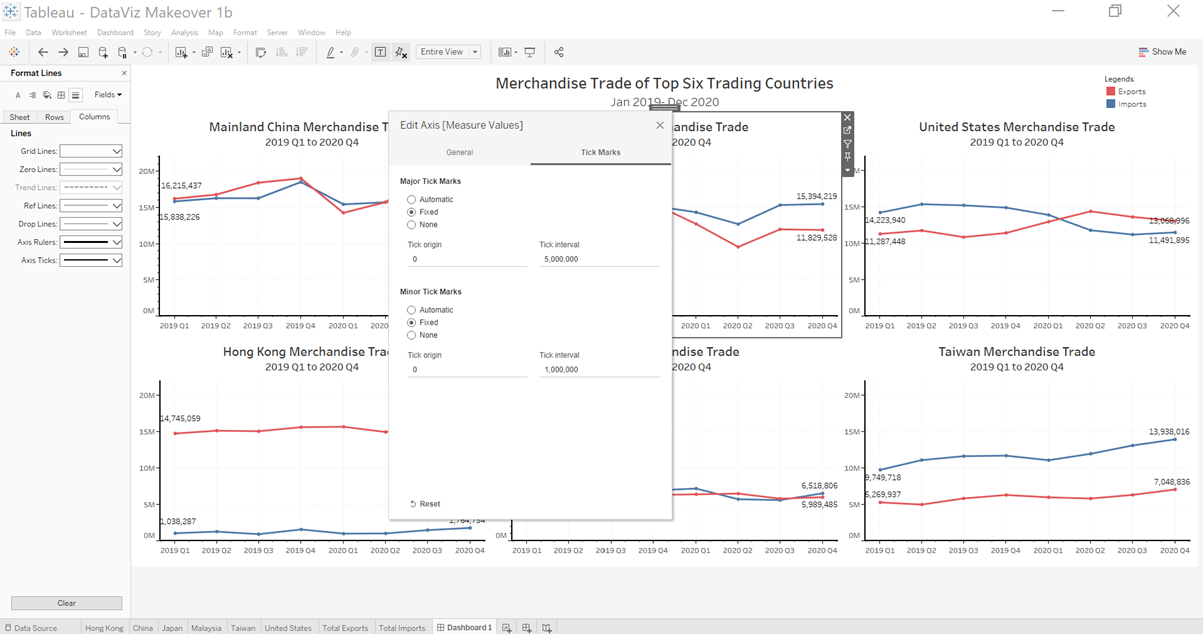 Tableau - DataViz Makeover 1b
File Data Worksheet Dashboard Story Analysis Map Format Server Window Help
Entire View
Show Me
Format Lines
A Fields
Sheet Rows Columns
Lines
Grid Lines:
Zero Lines:
Trend Lines:
Ref Lines:
Drop Lines:
Axis Rulers:
Axis Ticks:
Clear
Merchandise Trade of Top Six Trading Countries
Jan 2019- Dec 2020
Legends
Exports
Imports
Mainland China Merchandise T
2019 Q1 to 2020 Q4
20M
15M
10M
5M
0M
16,215,437
15,838,226
2019 Q1 2019 Q2 2019 Q3 2019 Q4 2020 Q1 2020
Edit Axis [Measure Values]
General Tick Marks
Major Tick Marks
Automatic
Fixed
None
Tick origin Tick interval
0 5,000,000
Minor Tick Marks
Automatic
Fixed
None
Tick origin Tick interval
0 1,000,000
Reset
andise Trade
020 Q4
15,394,219
11,829,528
2020 Q1 2020 Q2 2020 Q3 2020 Q4
United States Merchandise Trade
2019 Q1 to 2020 Q4
20M
15M
10M
5M
0M
14,223,940
11,287,448
13,068,996
11,491,895
2019 Q1 2019 Q2 2019 Q3 2019 Q4 2020 Q1 2020 Q2 2020 Q3 2020 Q4
Hong Kong Merchandise Tra
2019 Q1 to 2020 Q4
20M
15M
10M
5M
0M
14,745,059
1,038,287
1,764,734
2019 Q1 2019 Q2 2019 Q3 2019 Q4 2020 Q1 2020 Q2 2020 Q3 2020 Q4
ndise Trade
020 Q4
6,518,806
5,989,485
0M
2019 Q1 2019 Q2 2019 Q3 2019 Q4 2020 Q1 2020 Q2 2020 Q3 2020 Q4
Taiwan Merchandise Trade
2019 Q1 to 2020 Q4
20M
15M
10M
5M
0M
9,749,718
5,269,937
13,938,016
7,048,836
2019 Q1 2019 Q2 2019 Q3 2019 Q4 2020 Q1 2020 Q2 2020 Q3 2020 Q4
Data Source Hong Kong China Japan Malaysia Taiwan United States Total Exports Total Imports Dashboard 1